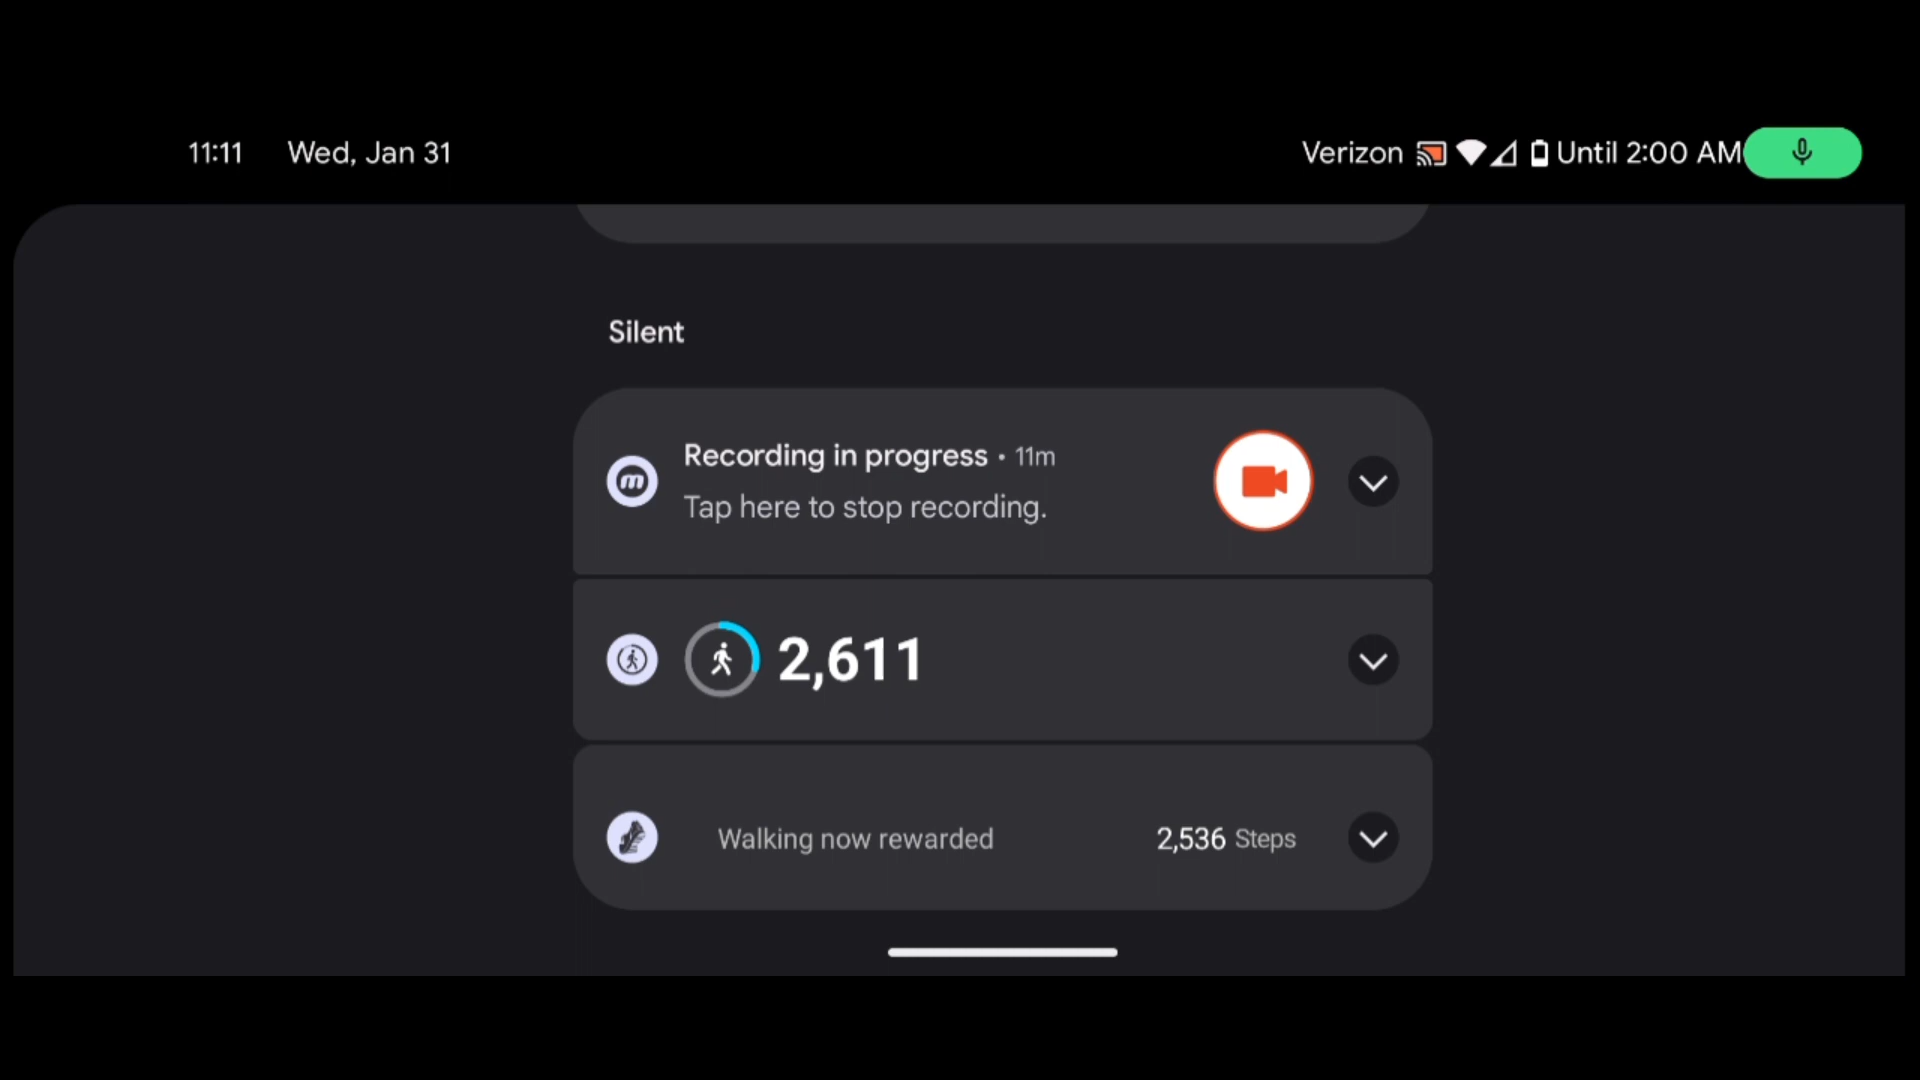 11:11 Wed, Jan 31 Verizon Until 2:00 AM
Silent
Recording in progress • 11m
Tap here to stop recording.
2,611
Walking now rewarded 2,536 Steps